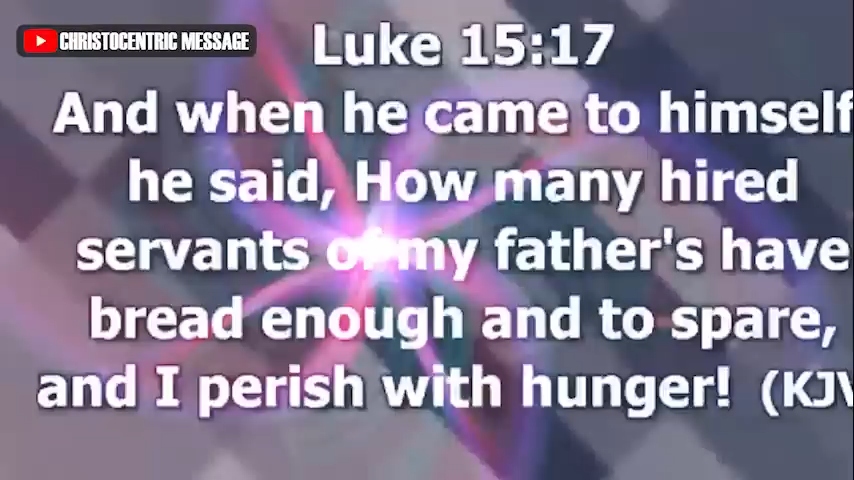 CHRISTOCENTRIC MESSAGE
Luke 15:17
And when he came to himself
he said, How many hired
servants of my father's have
bread enough and to spare,
and I perish with hunger! (KJV